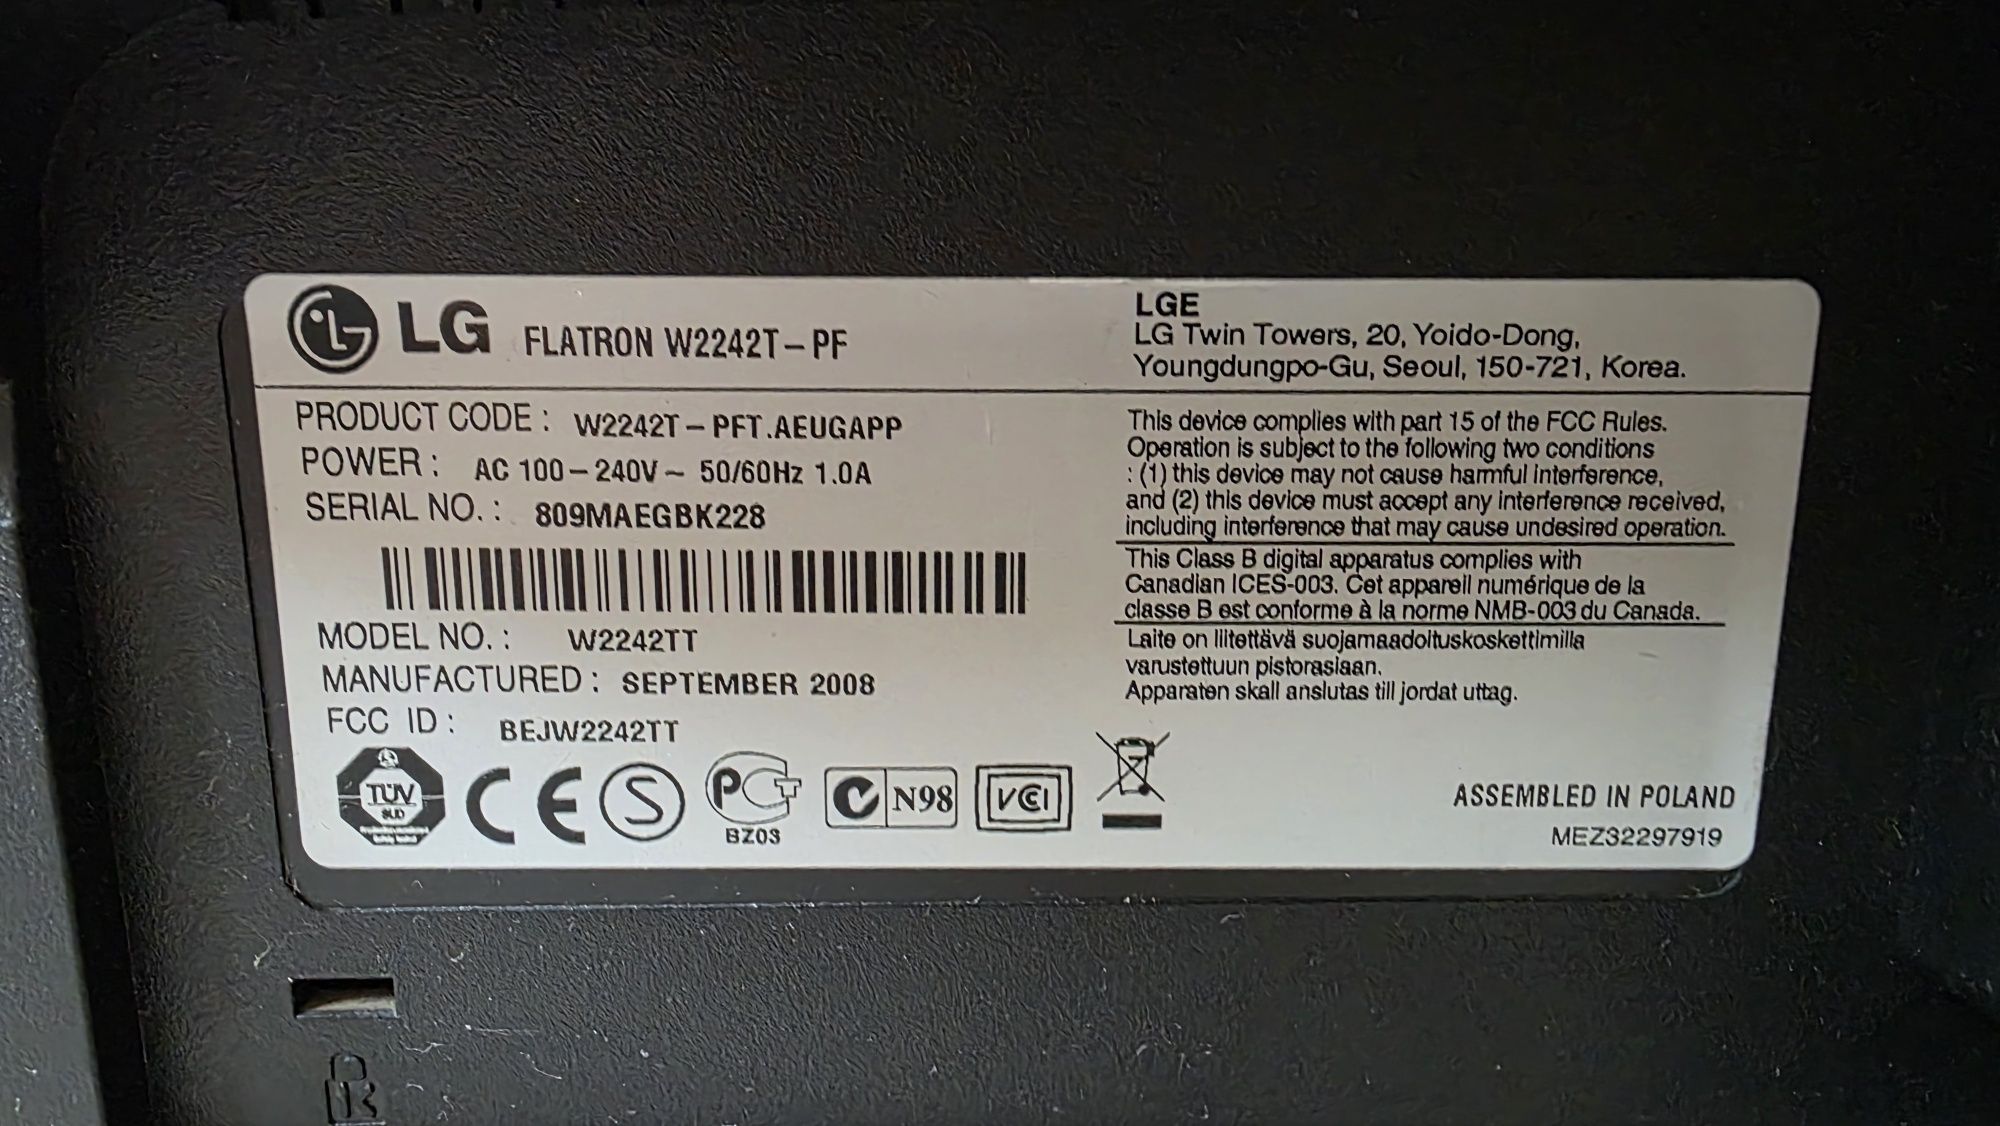 LG FLATRON W2242T-PF
LGE
LG Twin Towers, 20, Yoido-Dong,
Youngdungpo-Gu, Seoul, 150-721, Korea.
PRODUCT CODE : W2242T-PFT.AEUGAPP
POWER : AC 100-240V~ 50/60Hz 1.0A
SERIAL NO. : 809MAEGBK228
MODEL NO. : W2242TT
MANUFACTURED : SEPTEMBER 2008
FCC ID : BEJW2242TT
This device complies with part 15 of the FCC Rules.
Operation is subject to the following two conditions
: (1) this device may not cause harmful interference,
and (2) this device must accept any interference received,
including interference that may cause undesired operation.
This Class B digital apparatus complies with
Canadian ICES-003. Cet appareil numérique de la
classe B est conforme à la norme NMB-003 du Canada.
Laite on liitettävä suojamaadoituskoskettimilla
varustettuun pistorasiaan.
Apparaten skall anslutas till jordat uttag.
TÜV
SUD
CE
S
PCT
BZ03
N98
VCCI
ASSEMBLED IN POLAND
MEZ32297919